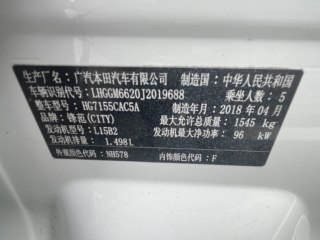 生产厂名：广汽本田汽车有限公司 制造国：中华人民共和国
车辆识别代号：LHGGM6620J2019688 乘坐人数：5
整车型号：HG7155CAC5A 制造年月：2018 年 04 月
品牌：锋范(CITY) 最大允许总质量：1545 kg
发动机型号：L15B2 发动机最大净功率：96 kW
发动机排量：1.498L
外观颜色代码：NH578 内饰颜色代码：F